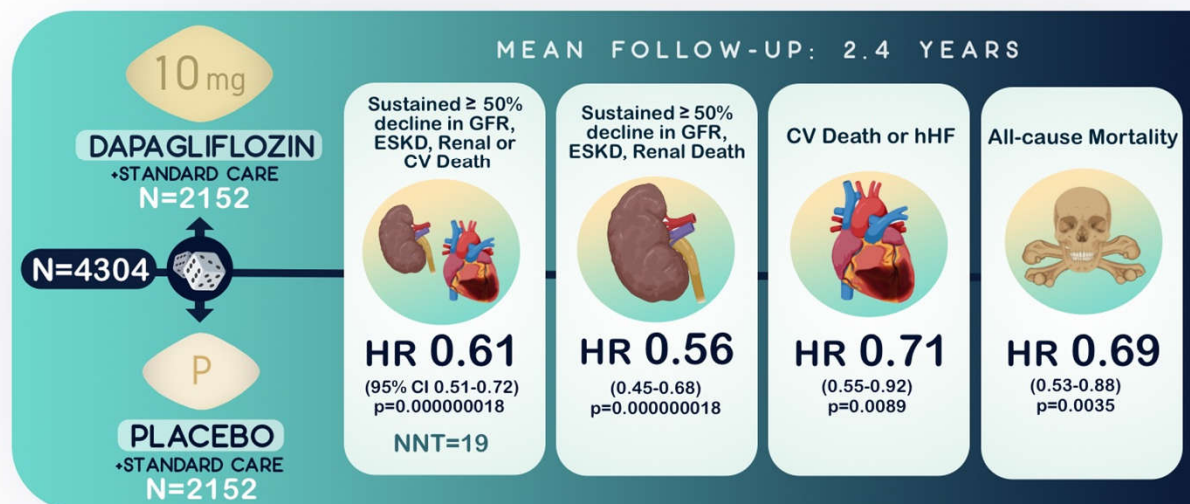 MEAN FOLLOW-UP: 2.4 YEARS
10 mg
DAPAGLIFLOZIN
+STANDARD CARE
N=2152
N=4304
P
PLACEBO
+STANDARD CARE
N=2152
Sustained ≥ 50%
decline in GFR,
ESKD, Renal or
CV Death
HR 0.61
(95% CI 0.51-0.72)
p=0.000000018
NNT=19
Sustained ≥ 50%
decline in GFR,
ESKD, Renal Death
HR 0.56
(0.45-0.68)
p=0.000000018
CV Death or hHF
HR 0.71
(0.55-0.92)
p=0.0089
All-cause Mortality
HR 0.69
(0.53-0.88)
p=0.0035